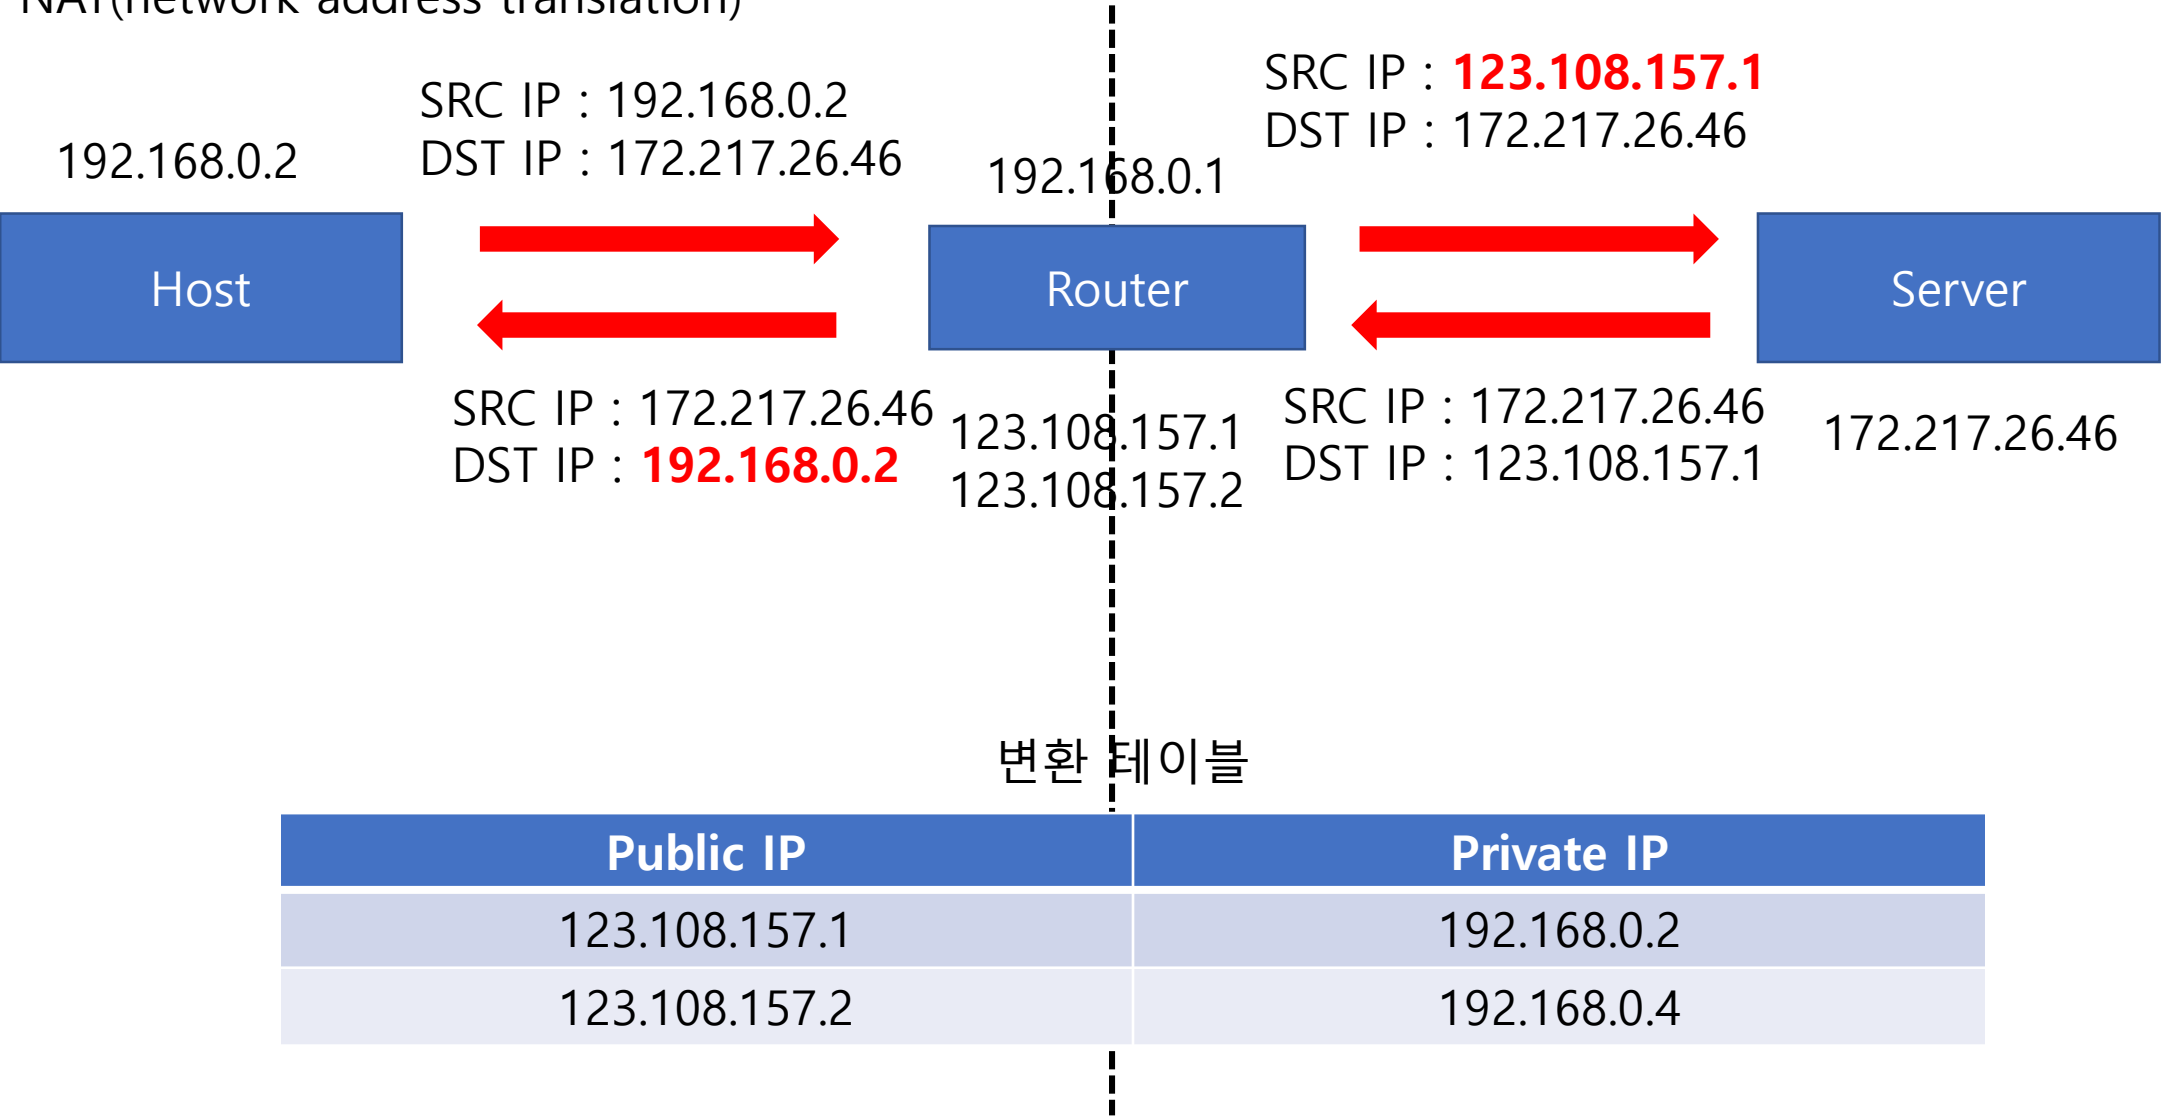 NAT(network address translation)
SRC IP : 192.168.0.2
DST IP : 172.217.26.46
SRC IP : 123.108.157.1
DST IP : 172.217.26.46
192.168.0.2
192.168.0.1
Host
Router
Server
SRC IP : 172.217.26.46
DST IP : 192.168.0.2
123.108.157.1
123.108.157.2
SRC IP : 172.217.26.46
DST IP : 123.108.157.1
172.217.26.46
변환 테이블
Public IP
Private IP
123.108.157.1
192.168.0.2
123.108.157.2
192.168.0.4